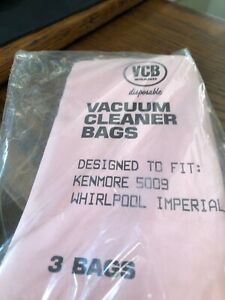 VCB
disposable
VACUUM
CLEANER
BAGS
DESIGNED TO FIT:
KENMORE 5009
WHIRLPOOL IMPERIAL
3 BAGS